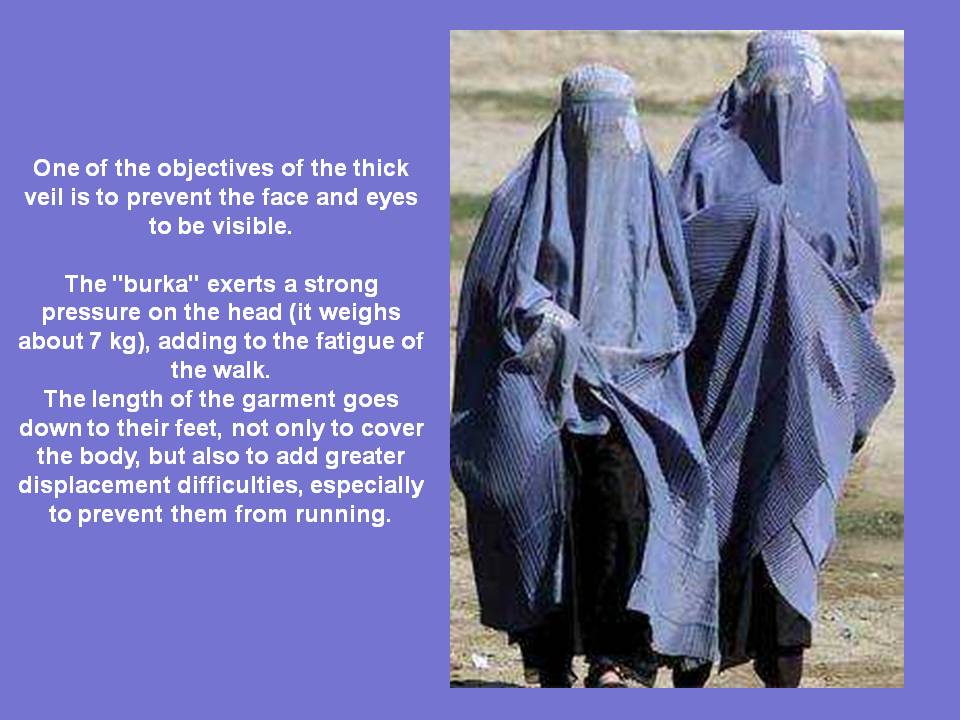 One of the objectives of the thick
veil is to prevent the face and eyes
to be visible.
The "burka" exerts a strong
pressure on the head (it weighs
about 7 kg), adding to the fatigue of
the walk.
The length of the garment goes
down to their feet, not only to cover
the body, but also to add greater
displacement difficulties, especially
to prevent them from running.